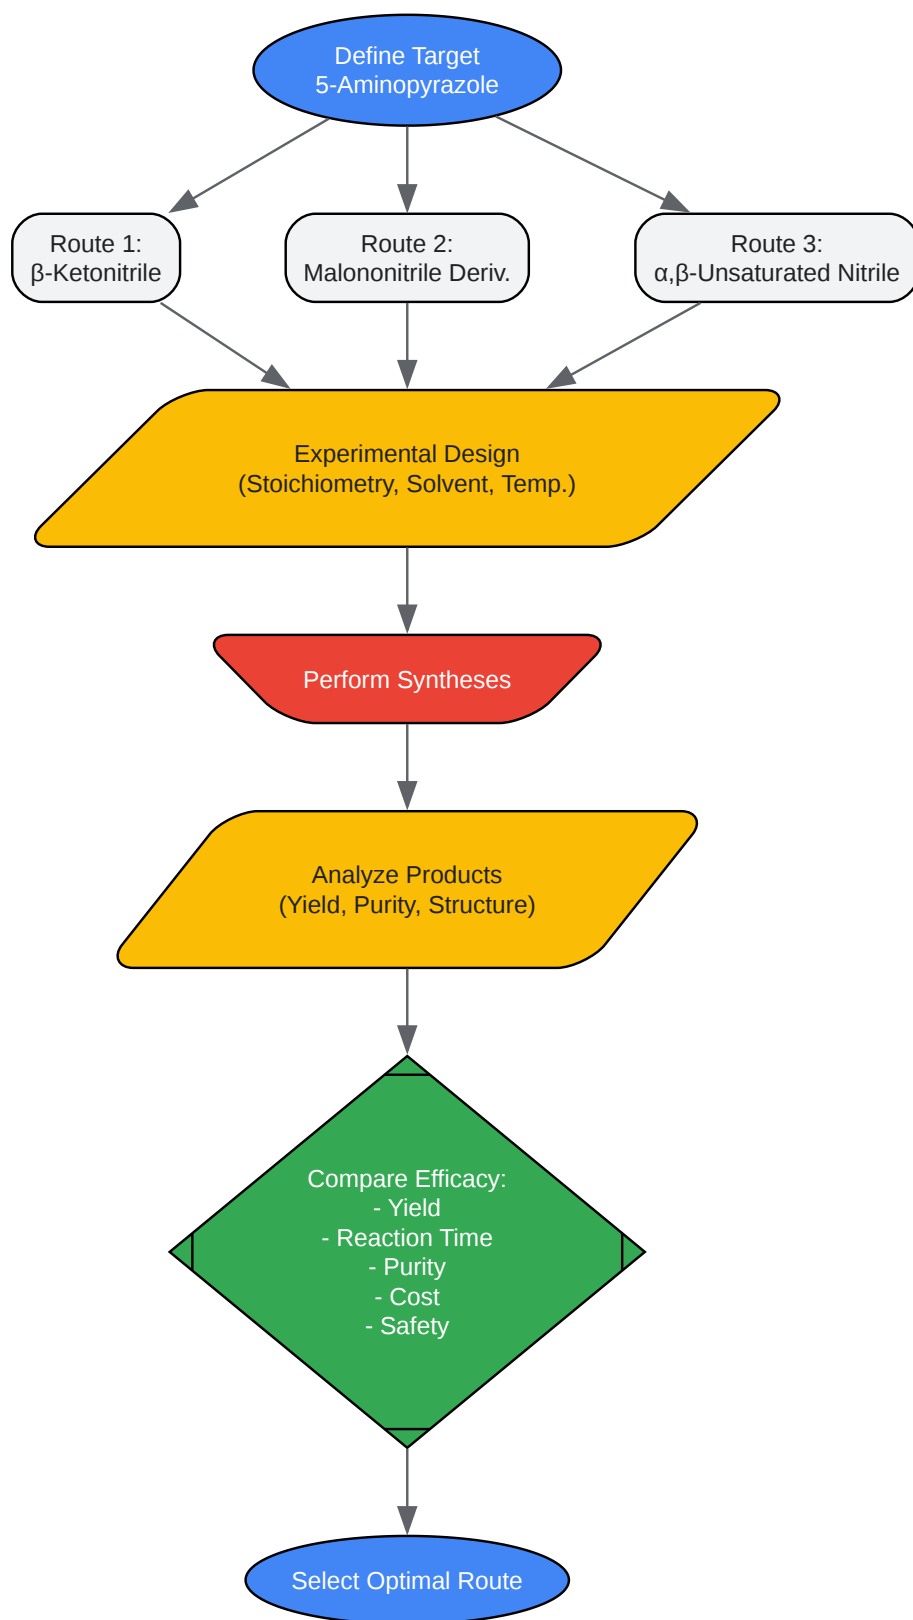 Define Target
5-Aminopyrazole
Route 1:
β-Ketonitrile
Route 2:
Malononitrile Deriv.
Route 3:
α,β-Unsaturated Nitrile
Experimental Design
(Stoichiometry, Solvent, Temp.)
Perform Syntheses
Analyze Products
(Yield, Purity, Structure)
Compare Efficacy:
- Yield
- Reaction Time
- Purity
- Cost
- Safety
Select Optimal Route